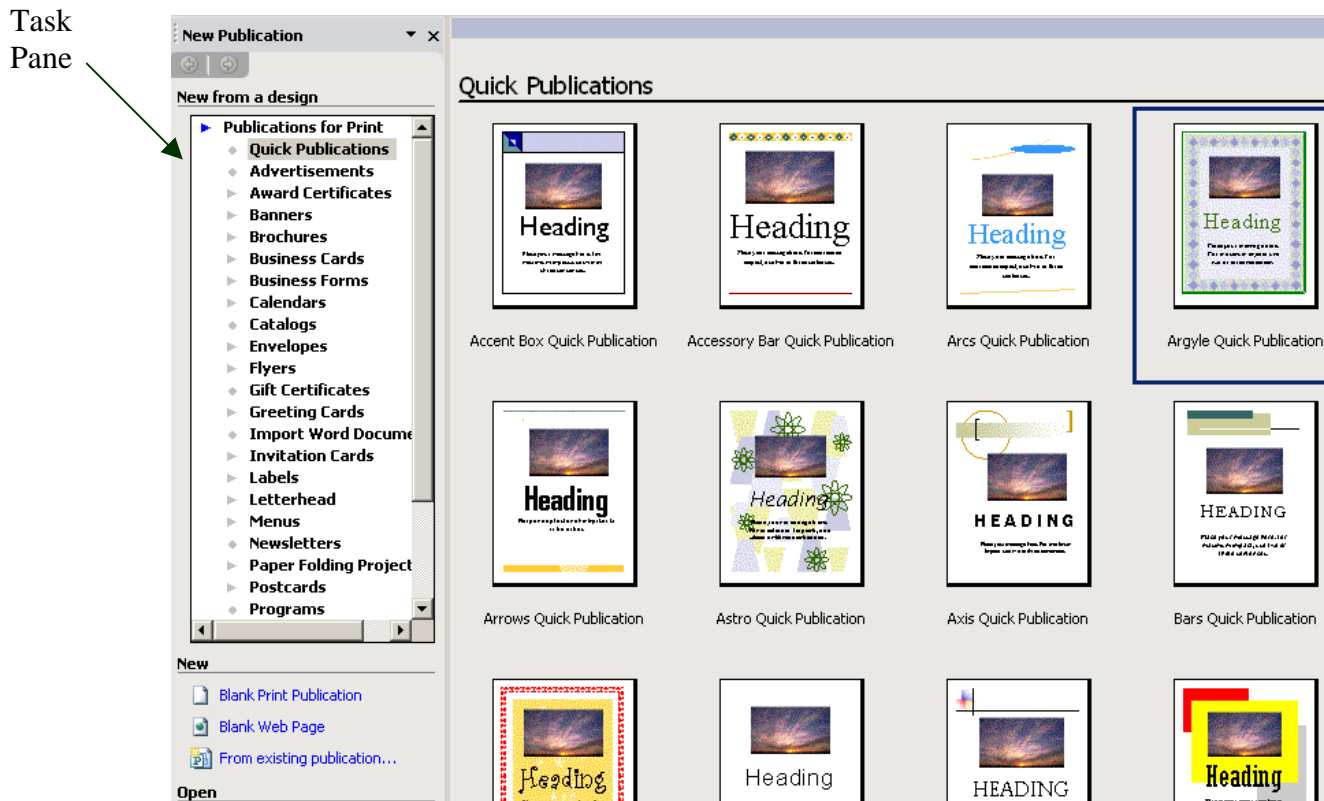 Task
Pane
New Publication
New from a design
Publications for Print
Quick Publications
Advertisements
Award Certificates
Banners
Brochures
Business Cards
Business Forms
Calendars
Catalogs
Envelopes
Flyers
Gift Certificates
Greeting Cards
Import Word Docume
Invitation Cards
Labels
Letterhead
Menus
Newsletters
Paper Folding Project
Postcards
Programs
New
Blank Print Publication
Blank Web Page
From existing publication...
Open
Quick Publications
Heading
Heading
Heading
Heading
Accent Box Quick Publication
Accessory Bar Quick Publication
Arcs Quick Publication
Argyle Quick Publication
Heading
Heading
HEADING
HEADING
Arrows Quick Publication
Astro Quick Publication
Axis Quick Publication
Bars Quick Publication
Heading
Heading
HEADING
Heading